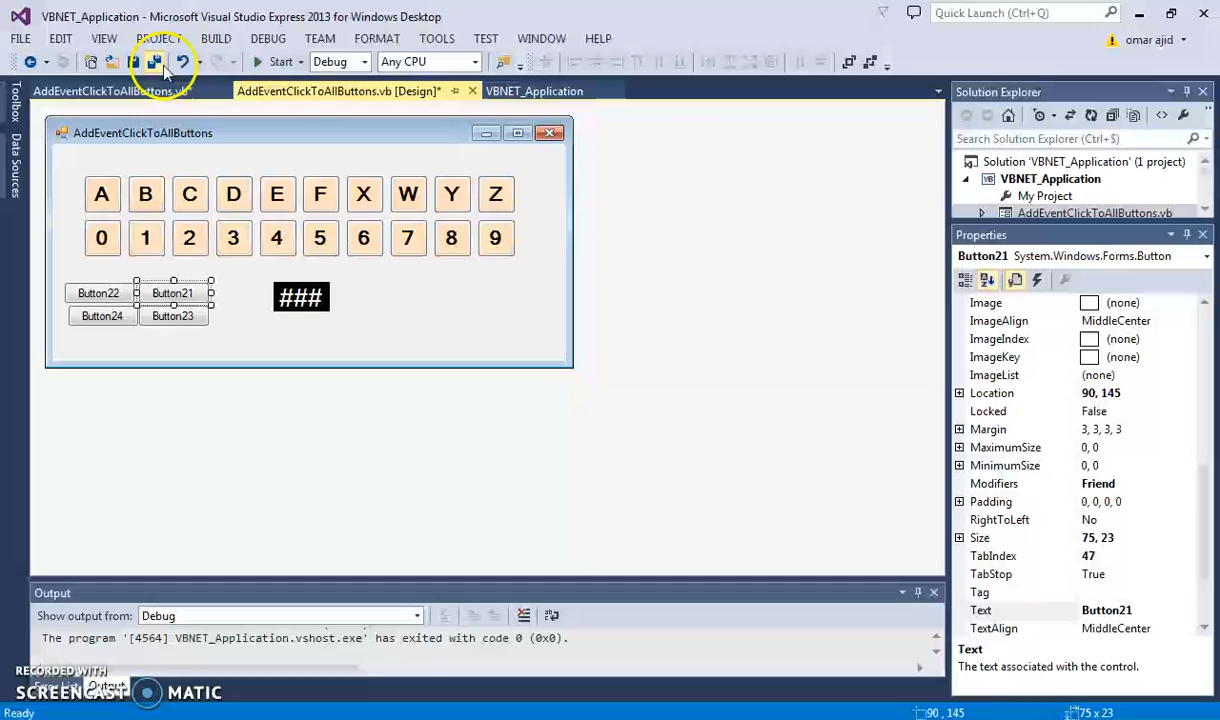 VBNET_Application - Microsoft Visual Studio Express 2013 for Windows Desktop
Quick Launch (Ctrl+Q)
FILE EDIT VIEW PROJECT BUILD DEBUG TEAM FORMAT TOOLS TEST WINDOW HELP
omar ajid
Start Debug Any CPU
AddEventClickToAllButtons.vb* AddEventClickToAllButtons.vb [Design]* VBNET_Application
Toolbox
Data Sources
AddEventClickToAllButtons
A B C D E F X W Y Z
0 1 2 3 4 5 6 7 8 9
Button22 Button21
###
Button24 Button23
Solution Explorer
Search Solution Explorer (Ctrl+$)
Solution 'VBNET_Application' (1 project)
VBNET_Application
My Project
AddEventClickToAllButtons.vb
Properties
Button21 System.Windows.Forms.Button
Image (none)
ImageAlign MiddleCenter
ImageIndex (none)
ImageKey (none)
ImageList (none)
Location 90, 145
Locked False
Margin 3, 3, 3, 3
MaximumSize 0, 0
MinimumSize 0, 0
Modifiers Friend
Padding 0, 0, 0, 0
RightToLeft No
Size 75, 23
TabIndex 47
TabStop True
Tag
Text Button21
TextAlign MiddleCenter
Text
The text associated with the control.
Output
Show output from: Debug
The program '[4564] VBNET_Application.vshost.exe' has exited with code 0 (0x0).
Error List Output
RECORDED WITH
SCREENCAST MATIC
Ready
90 , 145
75 x 23